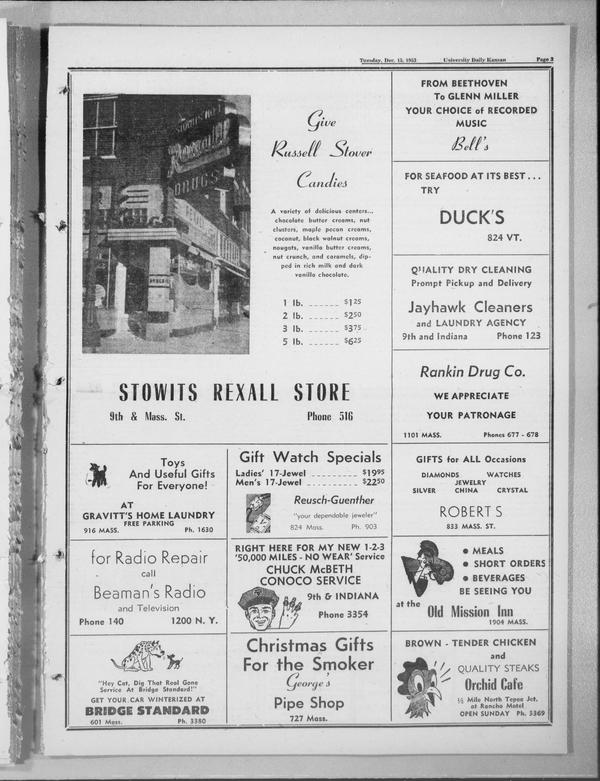 Tuesday, Dec. 15, 1953 University Daily Kansan Page 3
STOWITS
Rexall
DRUGS
Give
Russell Stover
Candies
A variety of delicious centers...
chocolate butter creams, nut
clusters, maple pecan creams,
coconut, black walnut creams,
nougats, vanilla butter creams,
nut crunch, and caramels, dip-
ped in rich milk and dark
vanilla chocolate.
1 lb. ------ $1.25
2 lb. ------ $2.50
3 lb. ------ $3.75
5 lb. ------ $6.25
STOWITS REXALL STORE
9th & Mass. St. Phone 516
FROM BEETHOVEN
To GLENN MILLER
YOUR CHOICE of RECORDED
MUSIC
Bell's
FOR SEAFOOD AT ITS BEST ...
TRY
DUCK'S
824 VT.
QUALITY DRY CLEANING
Prompt Pickup and Delivery
Jayhawk Cleaners
and LAUNDRY AGENCY
9th and Indiana Phone 123
Rankin Drug Co.
WE APPRECIATE
YOUR PATRONAGE
1101 MASS. Phones 677 - 678
Toys
And Useful Gifts
For Everyone!
AT
GRAVITT'S HOME LAUNDRY
FREE PARKING
916 MASS. Ph. 1630
Gift Watch Specials
Ladies' 17-Jewel ---------- $19.95
Men's 17-Jewel ---------- $22.50
Reusch-Guenther
"your dependable jeweler"
824 Mass. Ph. 903
GIFTS for ALL Occasions
DIAMONDS WATCHES
JEWELRY
SILVER CHINA CRYSTAL
ROBERTS
833 MASS. ST.
for Radio Repair
call
Beaman's Radio
and Television
Phone 140 1200 N. Y.
RIGHT HERE FOR MY NEW 1-2-3
'50,000 MILES - NO WEAR' Service
CHUCK McBETH
CONOCO SERVICE
9th & INDIANA
Phone 3354
• MEALS
• SHORT ORDERS
• BEVERAGES
BE SEEING YOU
at the Old Mission Inn
1904 MASS.
"Hey Cat, Dig That Real Gone
Service At Bridge Standard!"
GET YOUR CAR WINTERIZED AT
BRIDGE STANDARD
601 Mass. Ph. 3380
Christmas Gifts
For the Smoker
George's
Pipe Shop
727 Mass.
BROWN - TENDER CHICKEN
and
QUALITY STEAKS
Orchid Cafe
½ Mile North Topea Jct.
at Rancho Motel
OPEN SUNDAY Ph. 3369